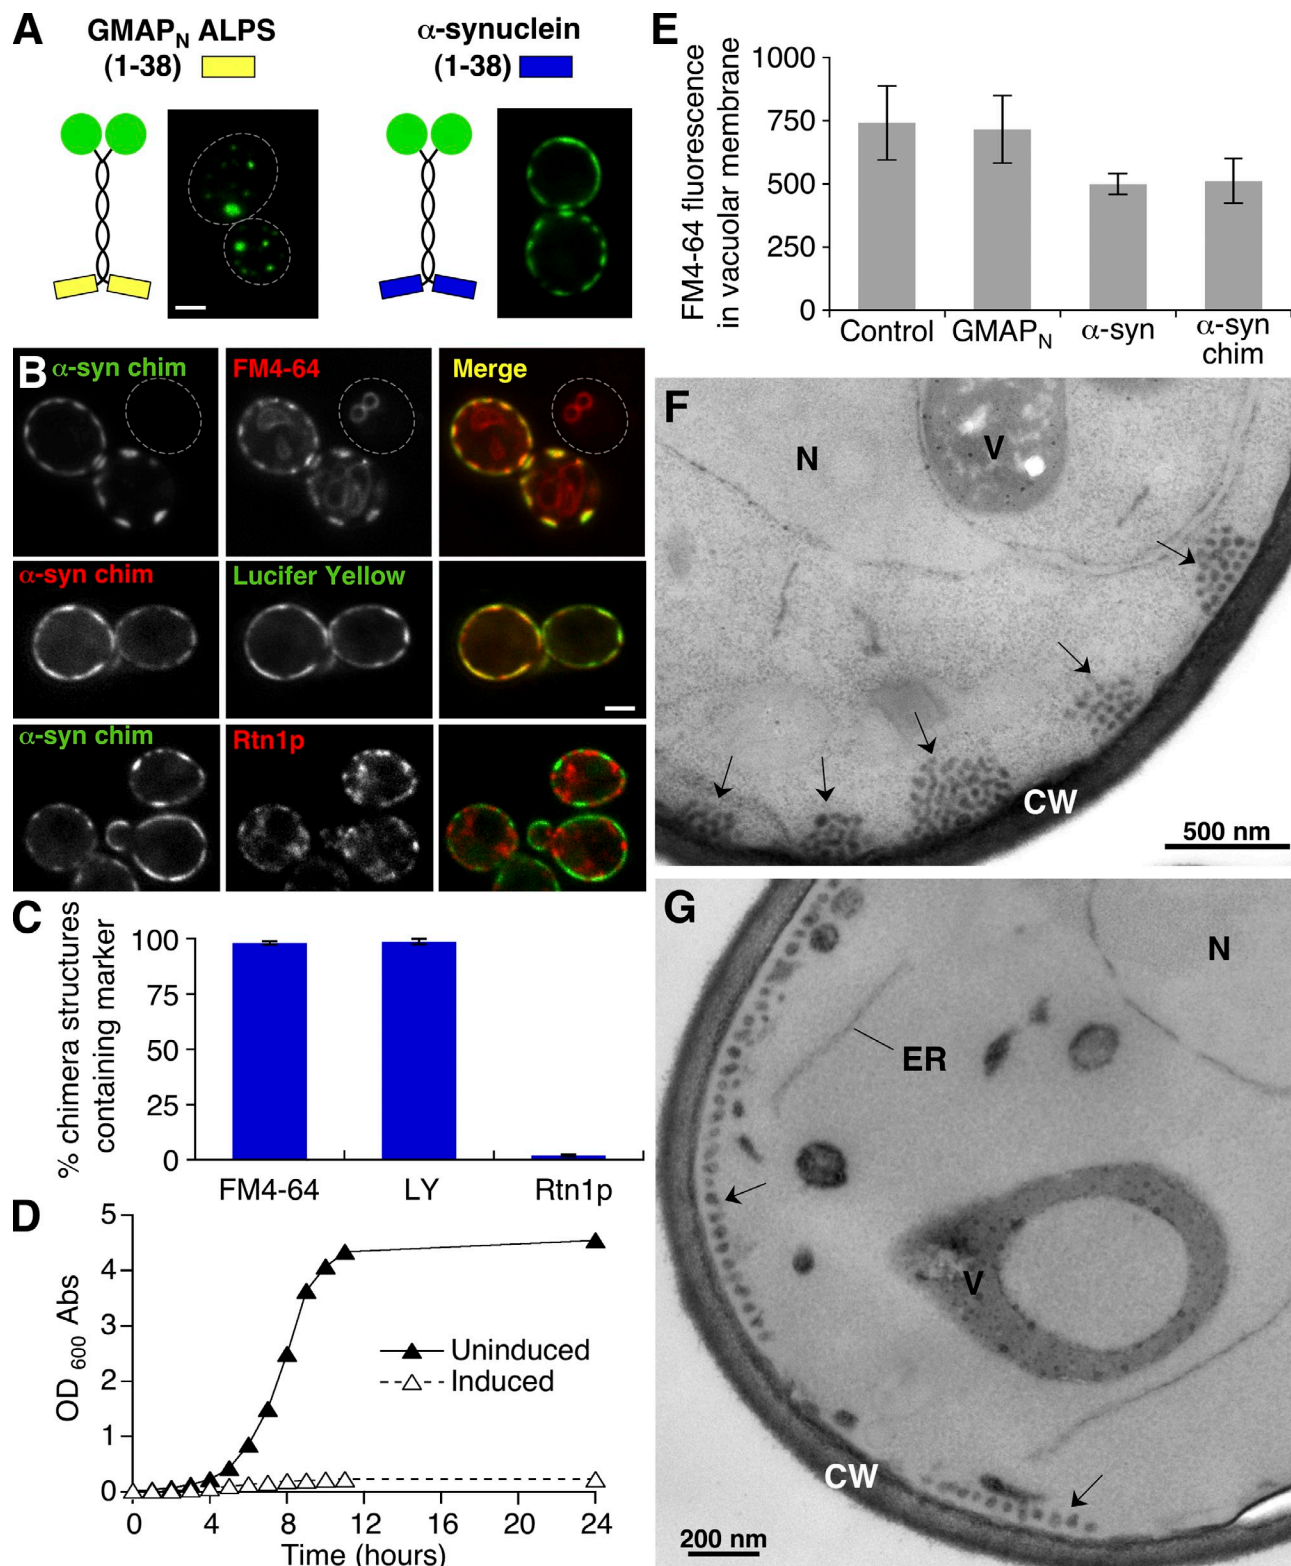 A
GMAPN ALPS
(1-38)
α-synuclein
(1-38)
B
α-syn chim
FM4-64
Merge
α-syn chim
Lucifer Yellow
α-syn chim
Rtn1p
C
% chimera structures
containing marker
100
75
50
25
0
FM4-64
LY
Rtn1p
D
OD 600 Abs
5
4
3
2
1
0
Uninduced
Induced
0
4
8
12
16
20
24
Time (hours)
E
FM4-64 fluorescence
in vacuolar membrane
1000
750
500
250
0
Control
GMAPN
α-syn
α-syn
chim
F
N
V
CW
500 nm
G
N
ER
V
CW
200 nm